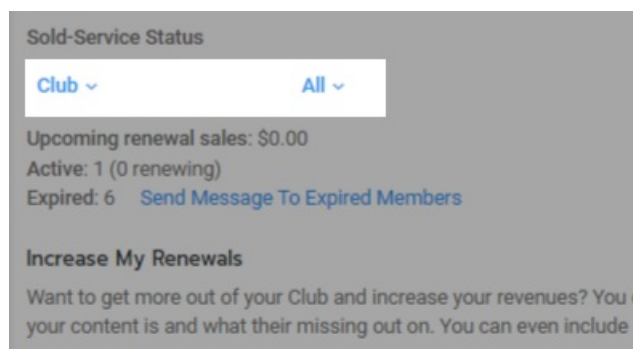 Sold-Service Status
Club All
Upcoming renewal sales: $0.00
Active: 1 (0 renewing)
Expired: 6 Send Message To Expired Members
Increase My Renewals
Want to get more out of your Club and increase your revenues? You
your content is and what their missing out on. You can even include